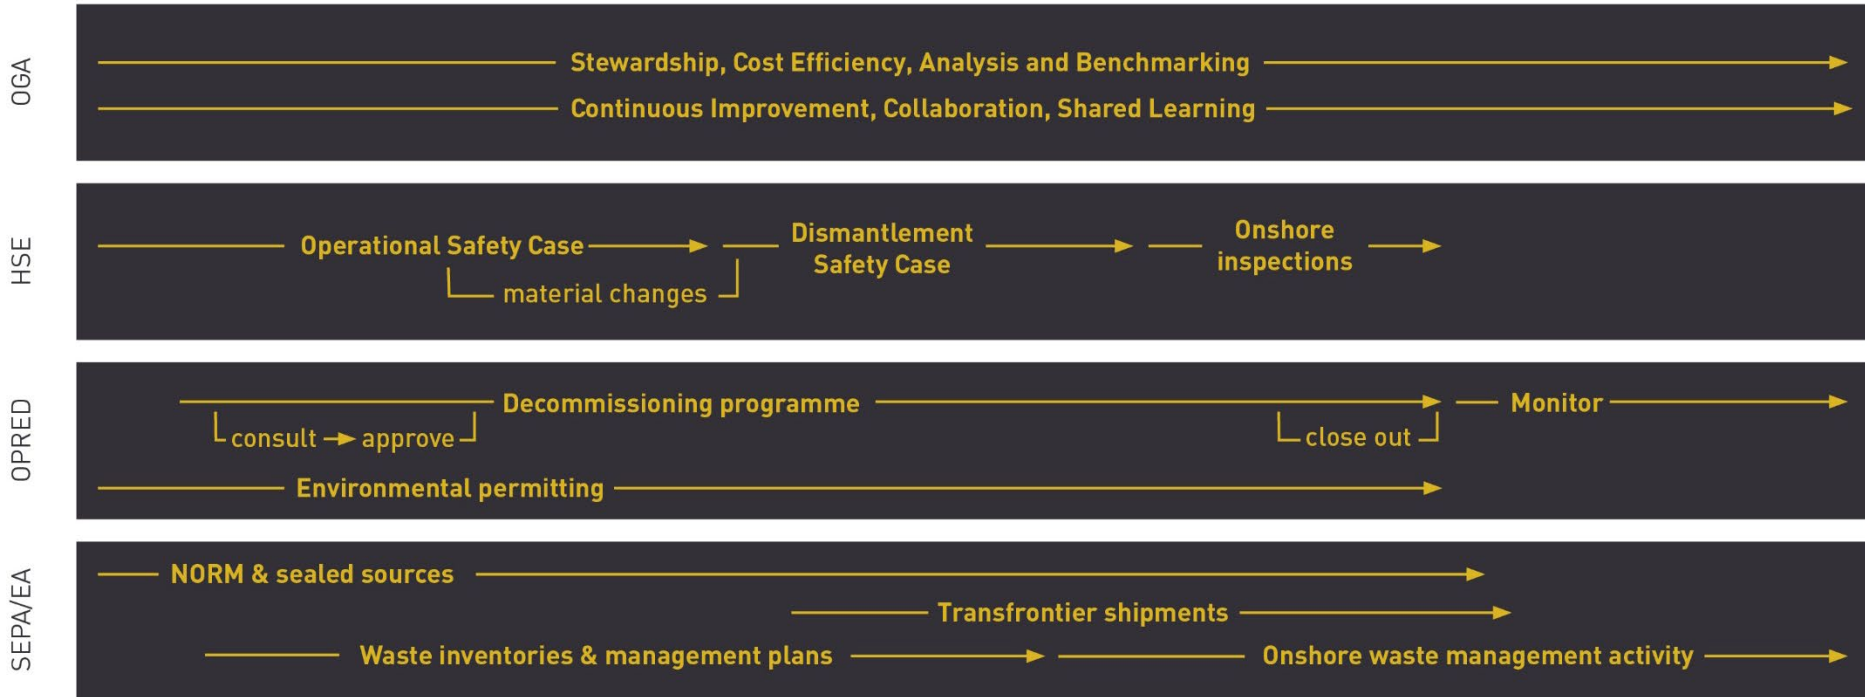 OGA
Stewardship, Cost Efficiency, Analysis and Benchmarking
Continuous Improvement, Collaboration, Shared Learning
HSE
Operational Safety Case
material changes
Dismantlement
Safety Case
Onshore
inspections
OPRED
Decommissioning programme
Monitor
consult
approve
close out
Environmental permitting
SEPA/EA
NORM & sealed sources
Transfrontier shipments
Waste inventories & management plans
Onshore waste management activity